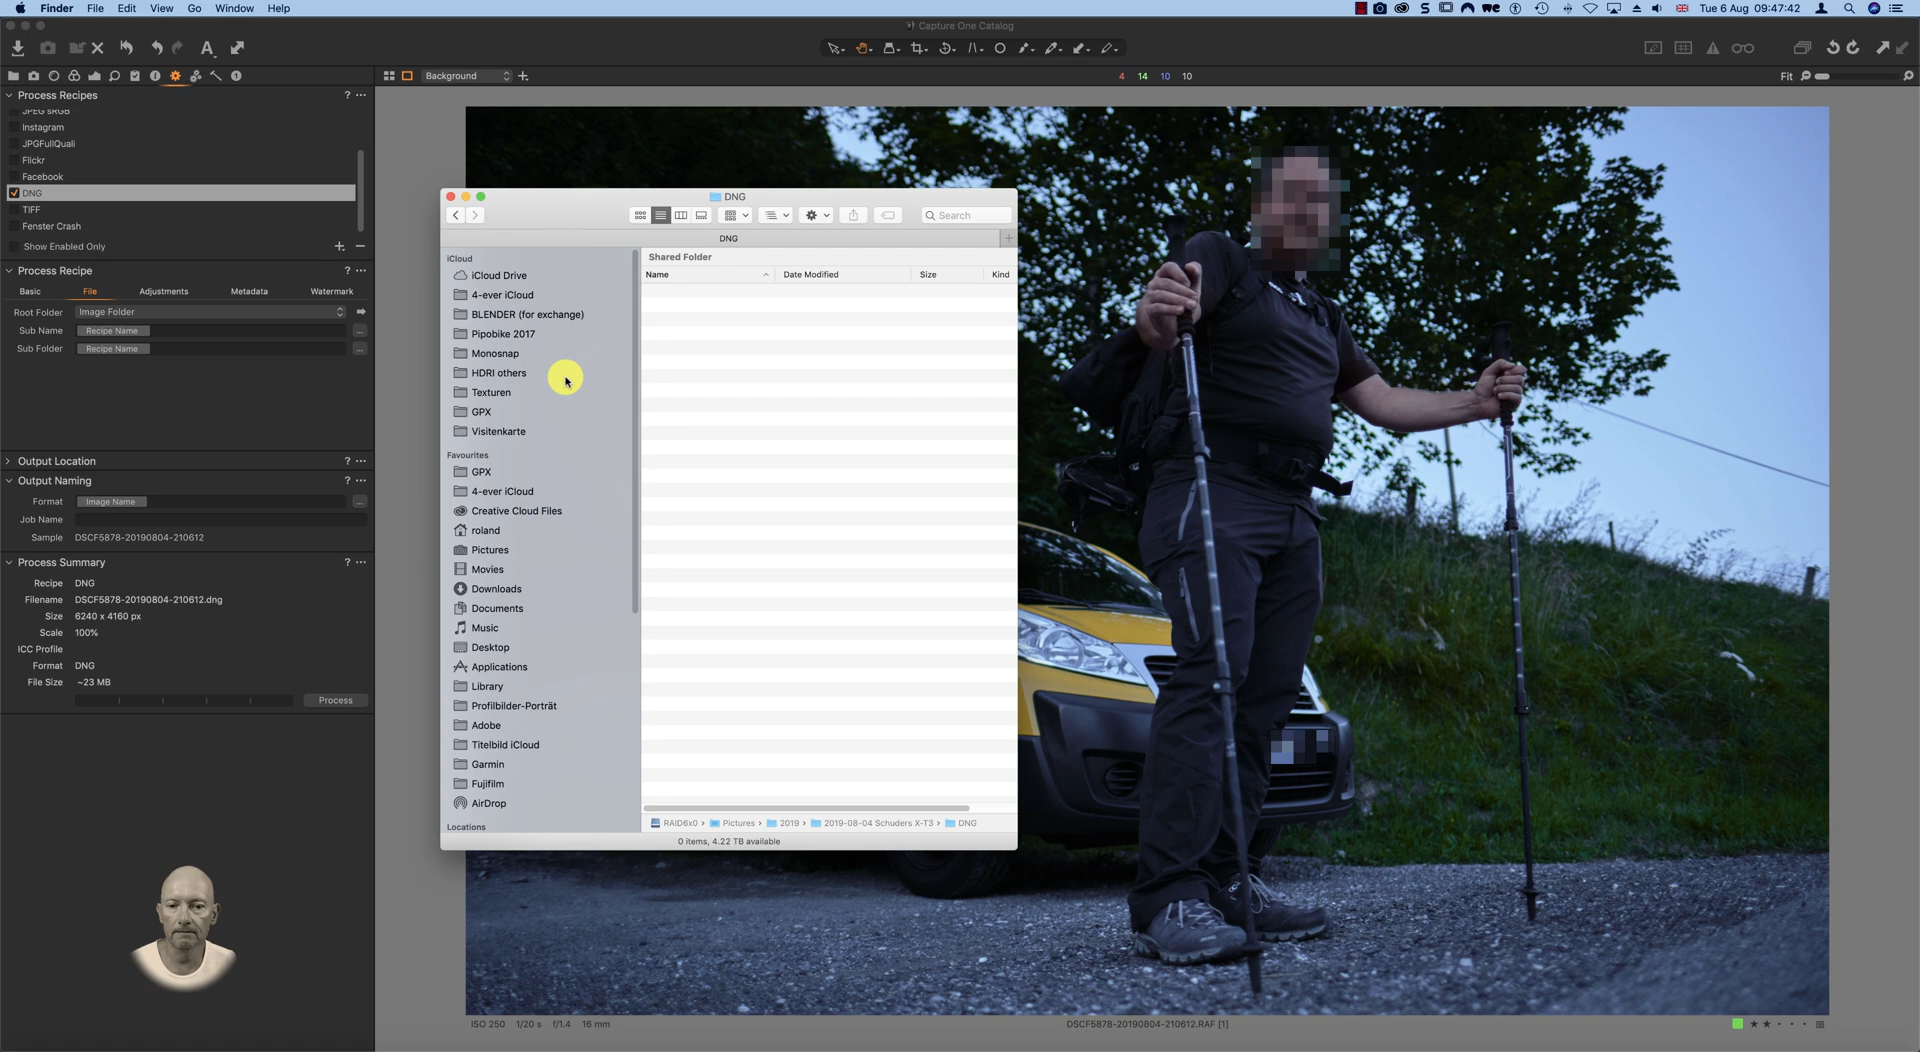 Finder File Edit View Go Window Help Tue 6 Aug 09:47:42
Capture One Catalog
Background 4 14 10 10 Fit
Process Recipes ? ...
JPEG sRGB
Instagram
JPGFullQuali
Flickr
Facebook
DNG
TIFF
Fenster Crash
Show Enabled Only
Process Recipe ? ...
Basic File Adjustments Metadata Watermark
Root Folder Image Folder
Sub Name Recipe Name ...
Sub Folder Recipe Name ...
Output Location ? ...
Output Naming ? ...
Format Image Name ...
Job Name
Sample DSCF5878-20190804-210612
Process Summary ? ...
Recipe DNG
Filename DSCF5878-20190804-210612.dng
Size 6240 x 4160 px
Scale 100%
ICC Profile
Format DNG
File Size ~23 MB
Process
DNG
Search
DNG
iCloud
iCloud Drive
4-ever iCloud
BLENDER (for exchange)
Pipobike 2017
Monosnap
HDRI others
Texturen
GPX
Visitenkarte
Favourites
GPX
4-ever iCloud
Creative Cloud Files
roland
Pictures
Movies
Downloads
Documents
Music
Desktop
Applications
Library
Profilbilder-Porträt
Adobe
Titelbild iCloud
Garmin
Fujifilm
AirDrop
Locations
Shared Folder
Name Date Modified Size Kind
RAID6x0 › Pictures › 2019 › 2019-08-04 Schuders X-T3 › DNG
0 items, 4.22 TB available
ISO 250 1/20 s f/1.4 16 mm
DSCF5878-20190804-210612.RAF [1]